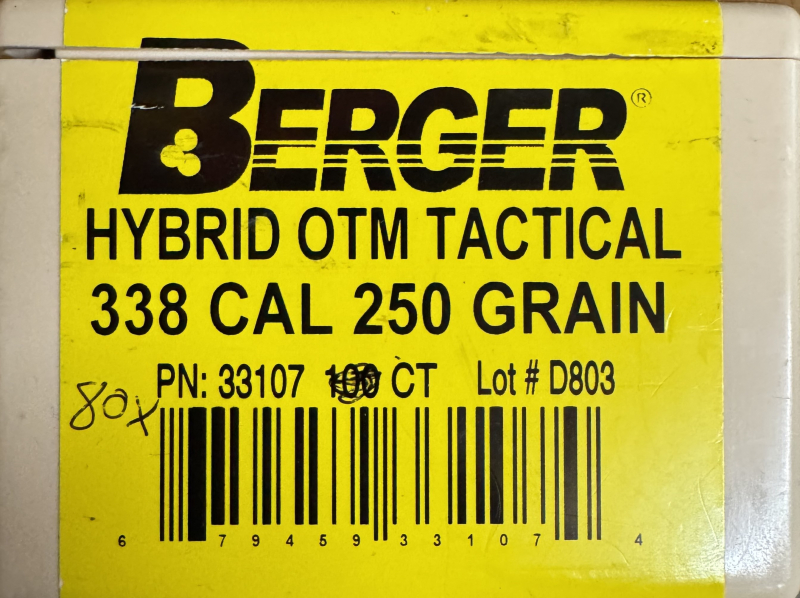 BERGER®
HYBRID OTM TACTICAL
338 CAL 250 GRAIN
PN: 33107 100 CT Lot # D803
80x
6 79459 33107 4